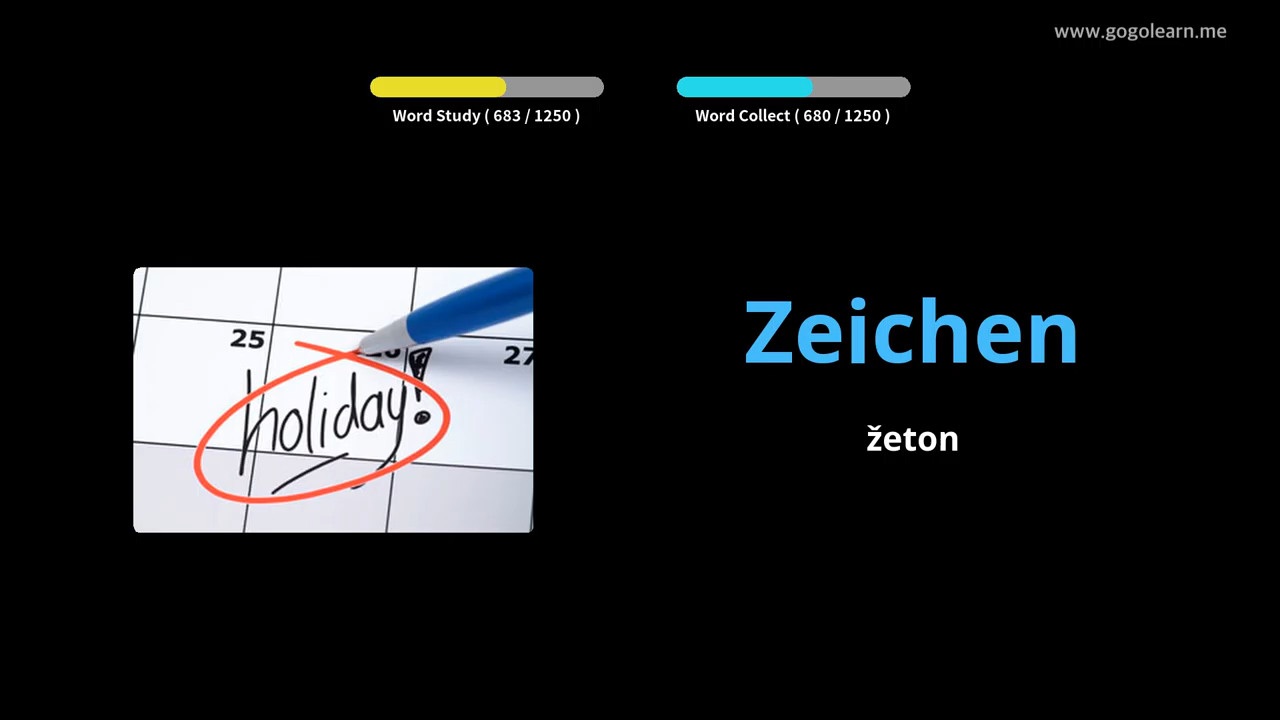 www.gogolearn.me
Word Study ( 683 / 1250 )
Word Collect ( 680 / 1250 )
25
27
holiday!
Zeichen
žeton